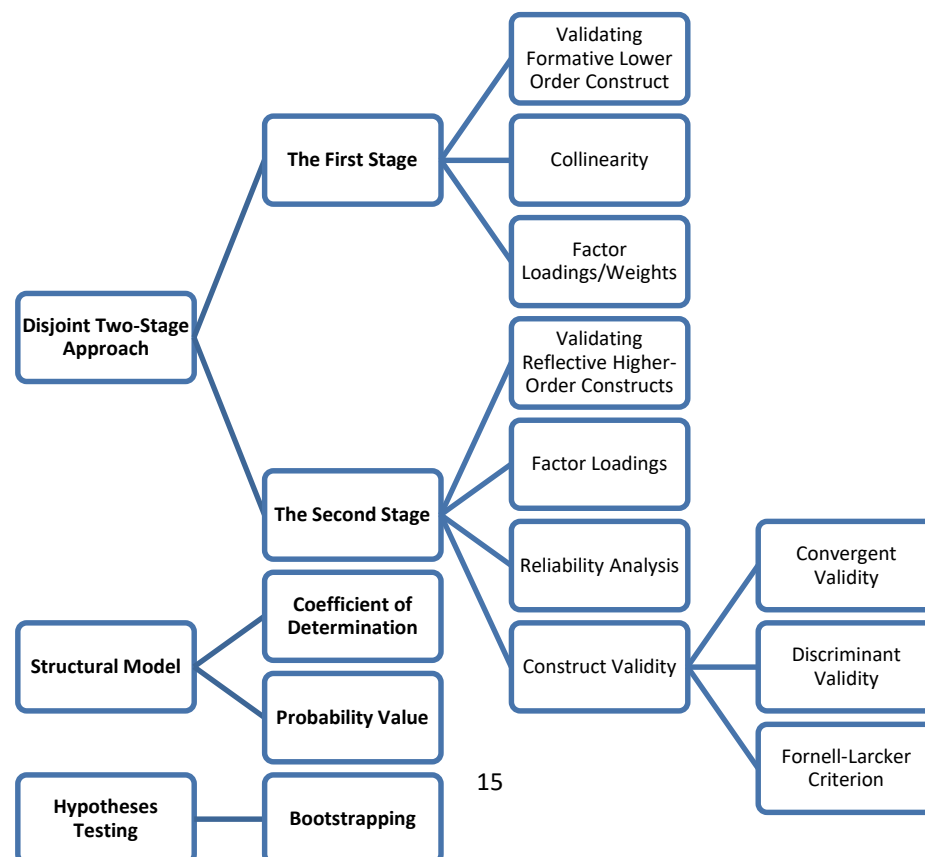 Disjoint Two-Stage
Approach
The First Stage
Validating
Formative Lower
Order Construct
Collinearity
Factor
Loadings/Weights
The Second Stage
Validating
Reflective Higher-
Order Constructs
Factor Loadings
Reliability Analysis
Construct Validity
Convergent
Validity
Discriminant
Validity
Fornell-Larcker
Criterion
Structural Model
Coefficient of
Determination
Probability Value
Hypotheses
Testing
Bootstrapping
15